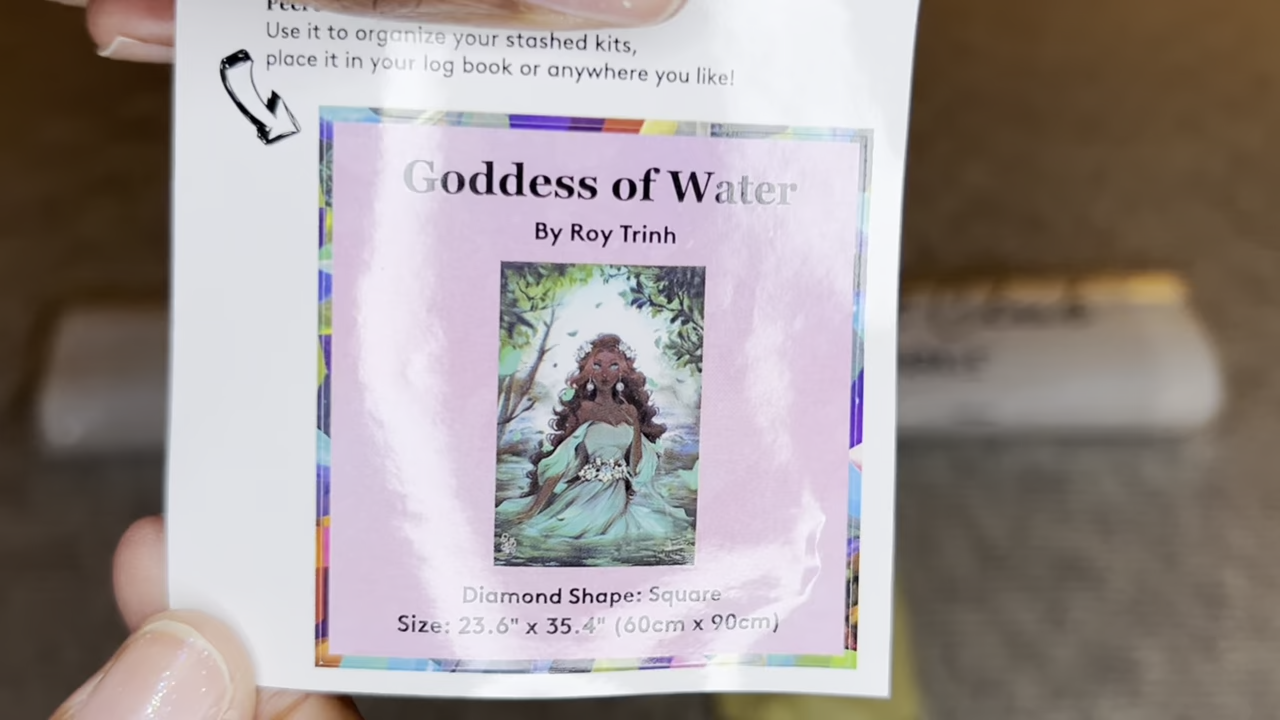 Use it to organize your stashed kits,
place it in your log book or anywhere you like!
Goddess of Water
By Roy Trinh
Diamond Shape: Square
Size: 23.6" x 35.4" (60cm x 90cm)